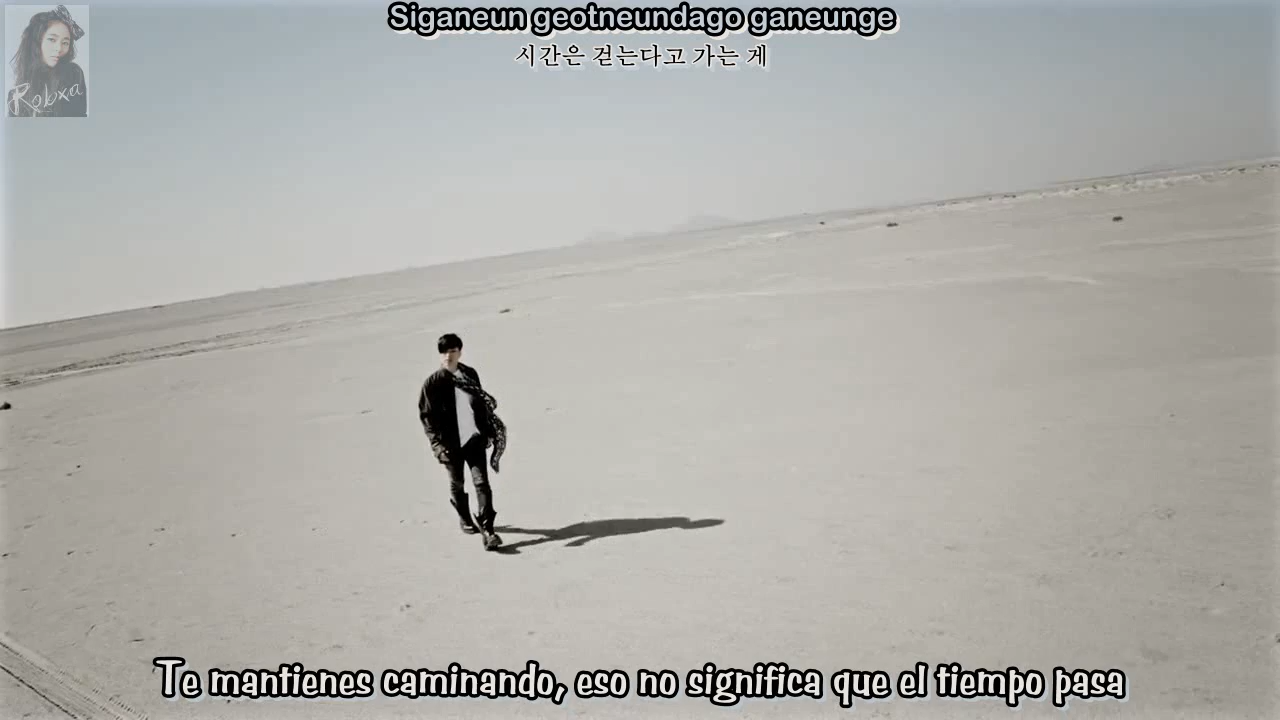 Siganeun geotneundago ganeunge
시간은 걷는다고 가는 게
Robxa
Te mantienes caminando, eso no significa que el tiempo pasa